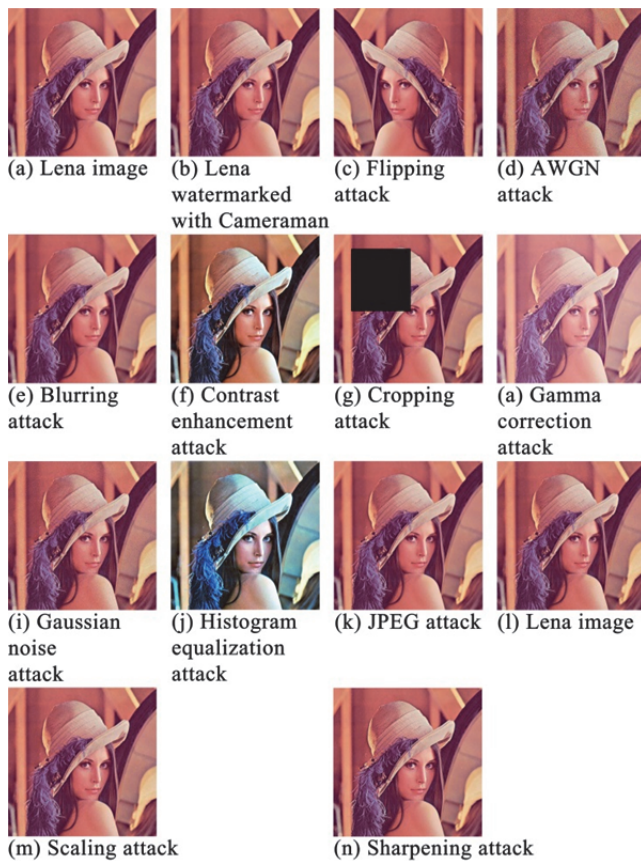 (a) Lena image
(b) Lena
watermarked
with Cameraman
(c) Flipping
attack
(d) AWGN
attack
(e) Blurring
attack
(f) Contrast
enhancement
attack
(g) Cropping
attack
(a) Gamma
correction
attack
(i) Gaussian
noise
attack
(j) Histogram
equalization
attack
(k) JPEG attack
(l) Lena image
(m) Scaling attack
(n) Sharpening attack